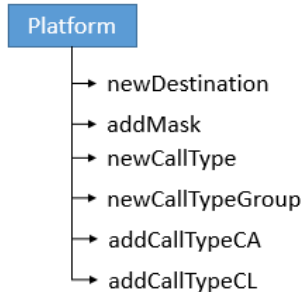 Platform
newDestination
addMask
newCallType
newCallTypeGroup
addCallTypeCA
addCallTypeCL